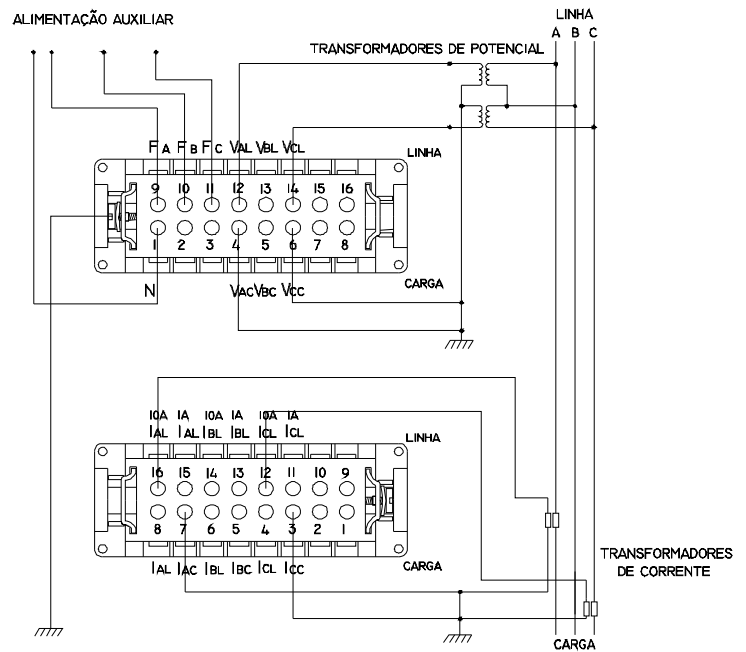 ALIMENTAÇÃO AUXILIAR
LINHA
A B C
TRANSFORMADORES DE POTENCIAL
FA FB FC VAL VBL VCL
LINHA
9 10 11 12 13 14 15 16
1 2 3 4 5 6 7 8
CARGA
N VAC VBC VCC
10A 1A 10A 1A 10A 1A
IAL IAL IBL IBL ICL ICL
LINHA
16 15 14 13 12 11 10 9
8 7 6 5 4 3 2 1
TRANSFORMADORES
DE CORRENTE
IAL IAC IBL IBC ICL ICC
CARGA
CARGA